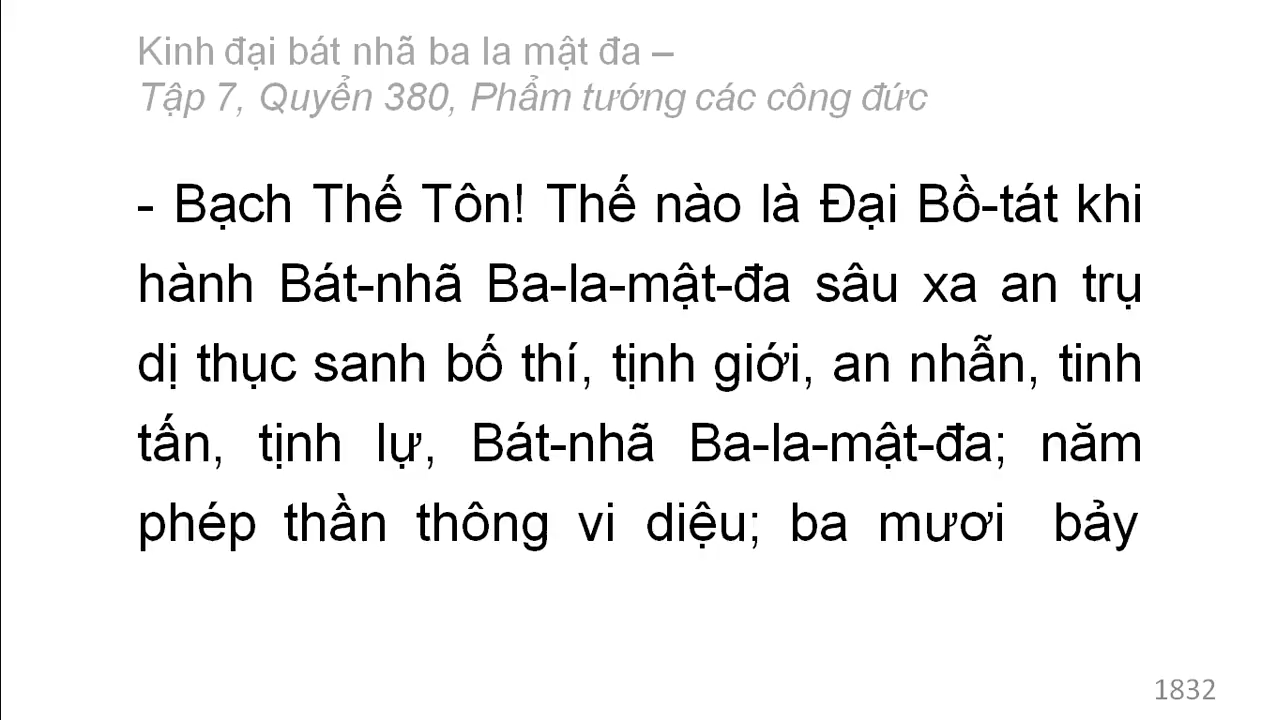 Kinh đại bát nhã ba la mật đa –
Tập 7, Quyển 380, Phẩm tướng các công đức
- Bạch Thế Tôn! Thế nào là Đại Bồ-tát khi
hành Bát-nhã Ba-la-mật-đa sâu xa an trụ
dị thục sanh bố thí, tịnh giới, an nhẫn, tinh
tấn, tịnh lự, Bát-nhã Ba-la-mật-đa; năm
phép thần thông vi diệu; ba mươi bảy
1832